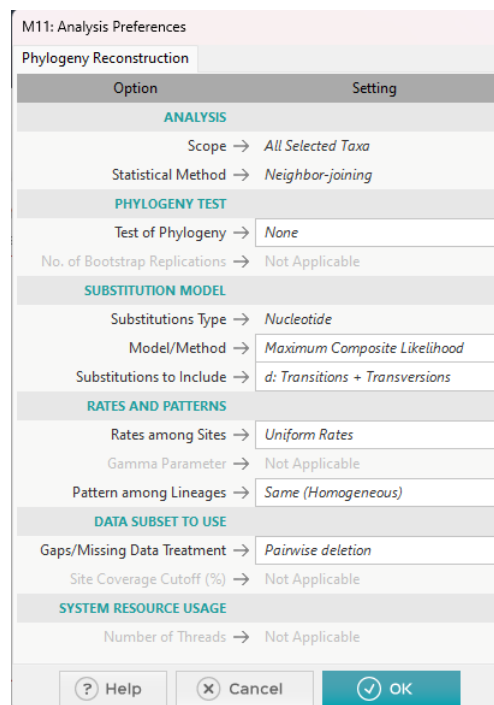 M11: Analysis Preferences
Phylogeny Reconstruction
Option Setting
ANALYSIS
Scope → All Selected Taxa
Statistical Method → Neighbor-joining
PHYLOGENY TEST
Test of Phylogeny → None
No. of Bootstrap Replications → Not Applicable
SUBSTITUTION MODEL
Substitutions Type → Nucleotide
Model/Method → Maximum Composite Likelihood
Substitutions to Include → d: Transitions + Transversions
RATES AND PATTERNS
Rates among Sites → Uniform Rates
Gamma Parameter → Not Applicable
Pattern among Lineages → Same (Homogeneous)
DATA SUBSET TO USE
Gaps/Missing Data Treatment → Pairwise deletion
Site Coverage Cutoff (%) → Not Applicable
SYSTEM RESOURCE USAGE
Number of Threads → Not Applicable
? Help X Cancel ✓ OK